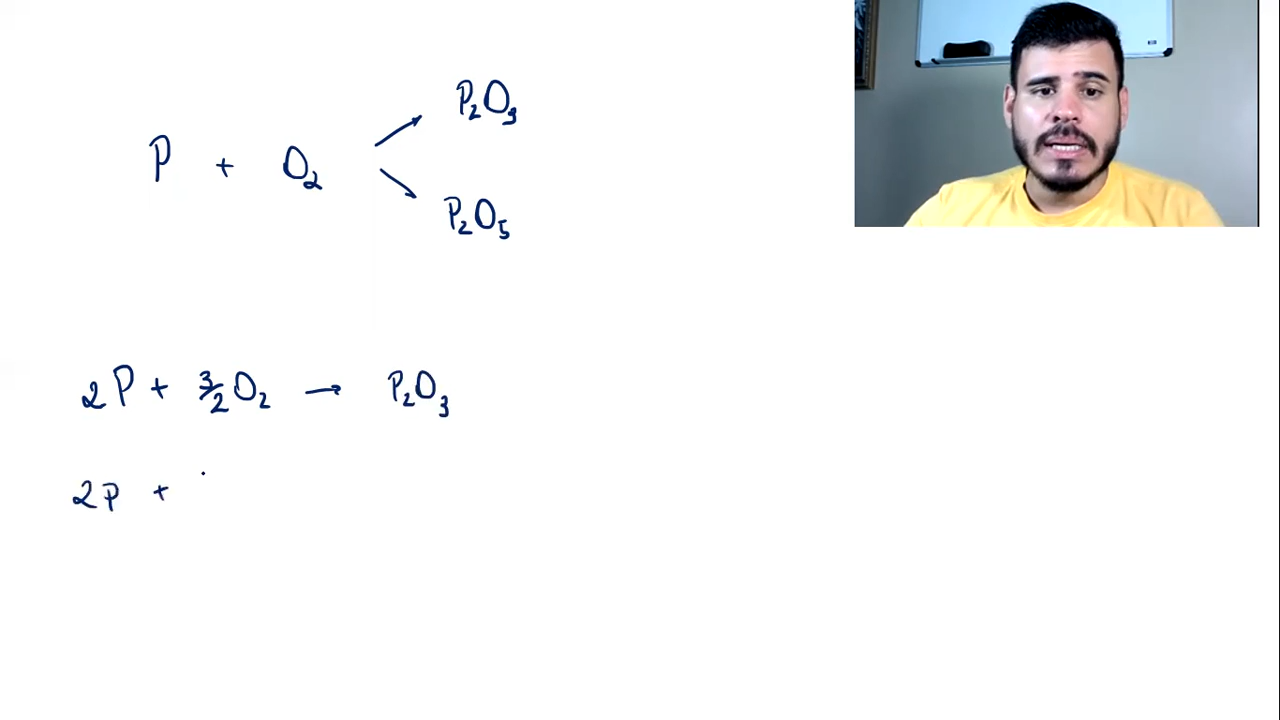 P + O₂ ↗ P₂O₃
↘ P₂O₅
2P + 3/2 O₂ → P₂O₃
2P +